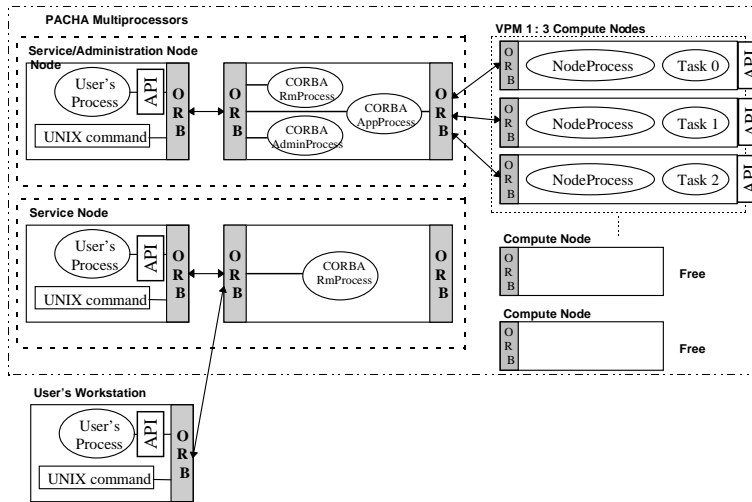 PACHA Multiprocessors
Service/Administration Node
Node
User's
Process
API
UNIX command
O
R
B
O
R
B
CORBA
RmProcess
CORBA
AppProcess
CORBA
AdminProcess
O
R
B
VPM 1 : 3 Compute Nodes
O
R
B
NodeProcess
Task 0
API
O
R
B
NodeProcess
Task 1
API
O
R
B
NodeProcess
Task 2
API
Service Node
User's
Process
API
UNIX command
O
R
B
O
R
B
CORBA
RmProcess
O
R
B
Compute Node
O
R
B
Free
Compute Node
O
R
B
Free
User's Workstation
User's
Process
API
UNIX command
O
R
B